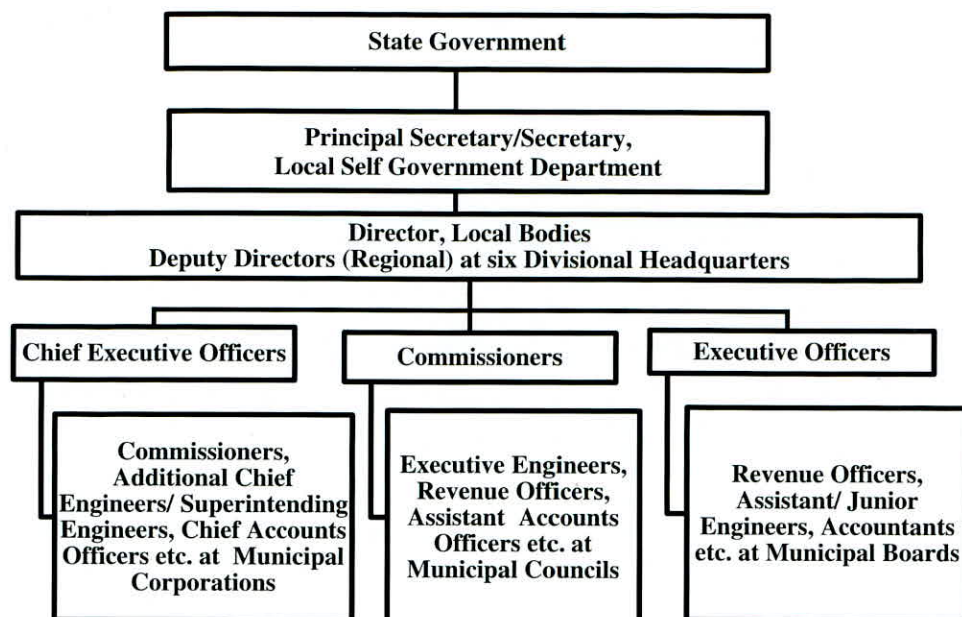 State Government
Principal Secretary/Secretary,
Local Self Government Department
Director, Local Bodies
Deputy Directors (Regional) at six Divisional Headquarters
Chief Executive Officers
Commissioners
Executive Officers
Commissioners,
Additional Chief
Engineers/ Superintending
Engineers, Chief Accounts
Officers etc. at Municipal
Corporations
Executive Engineers,
Revenue Officers,
Assistant Accounts
Officers etc. at
Municipal Councils
Revenue Officers,
Assistant/ Junior
Engineers, Accountants
etc. at Municipal Boards